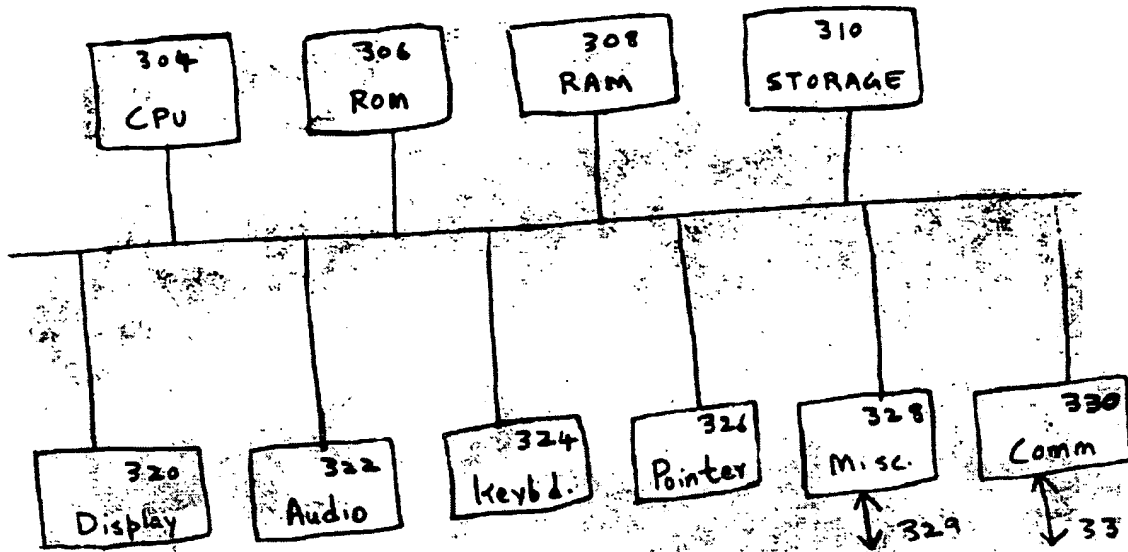 304
CPU
306
ROM
308
RAM
310
STORAGE
320
Display
322
Audio
324
Keybd.
326
Pointer
328
Misc.
330
Comm
329
33